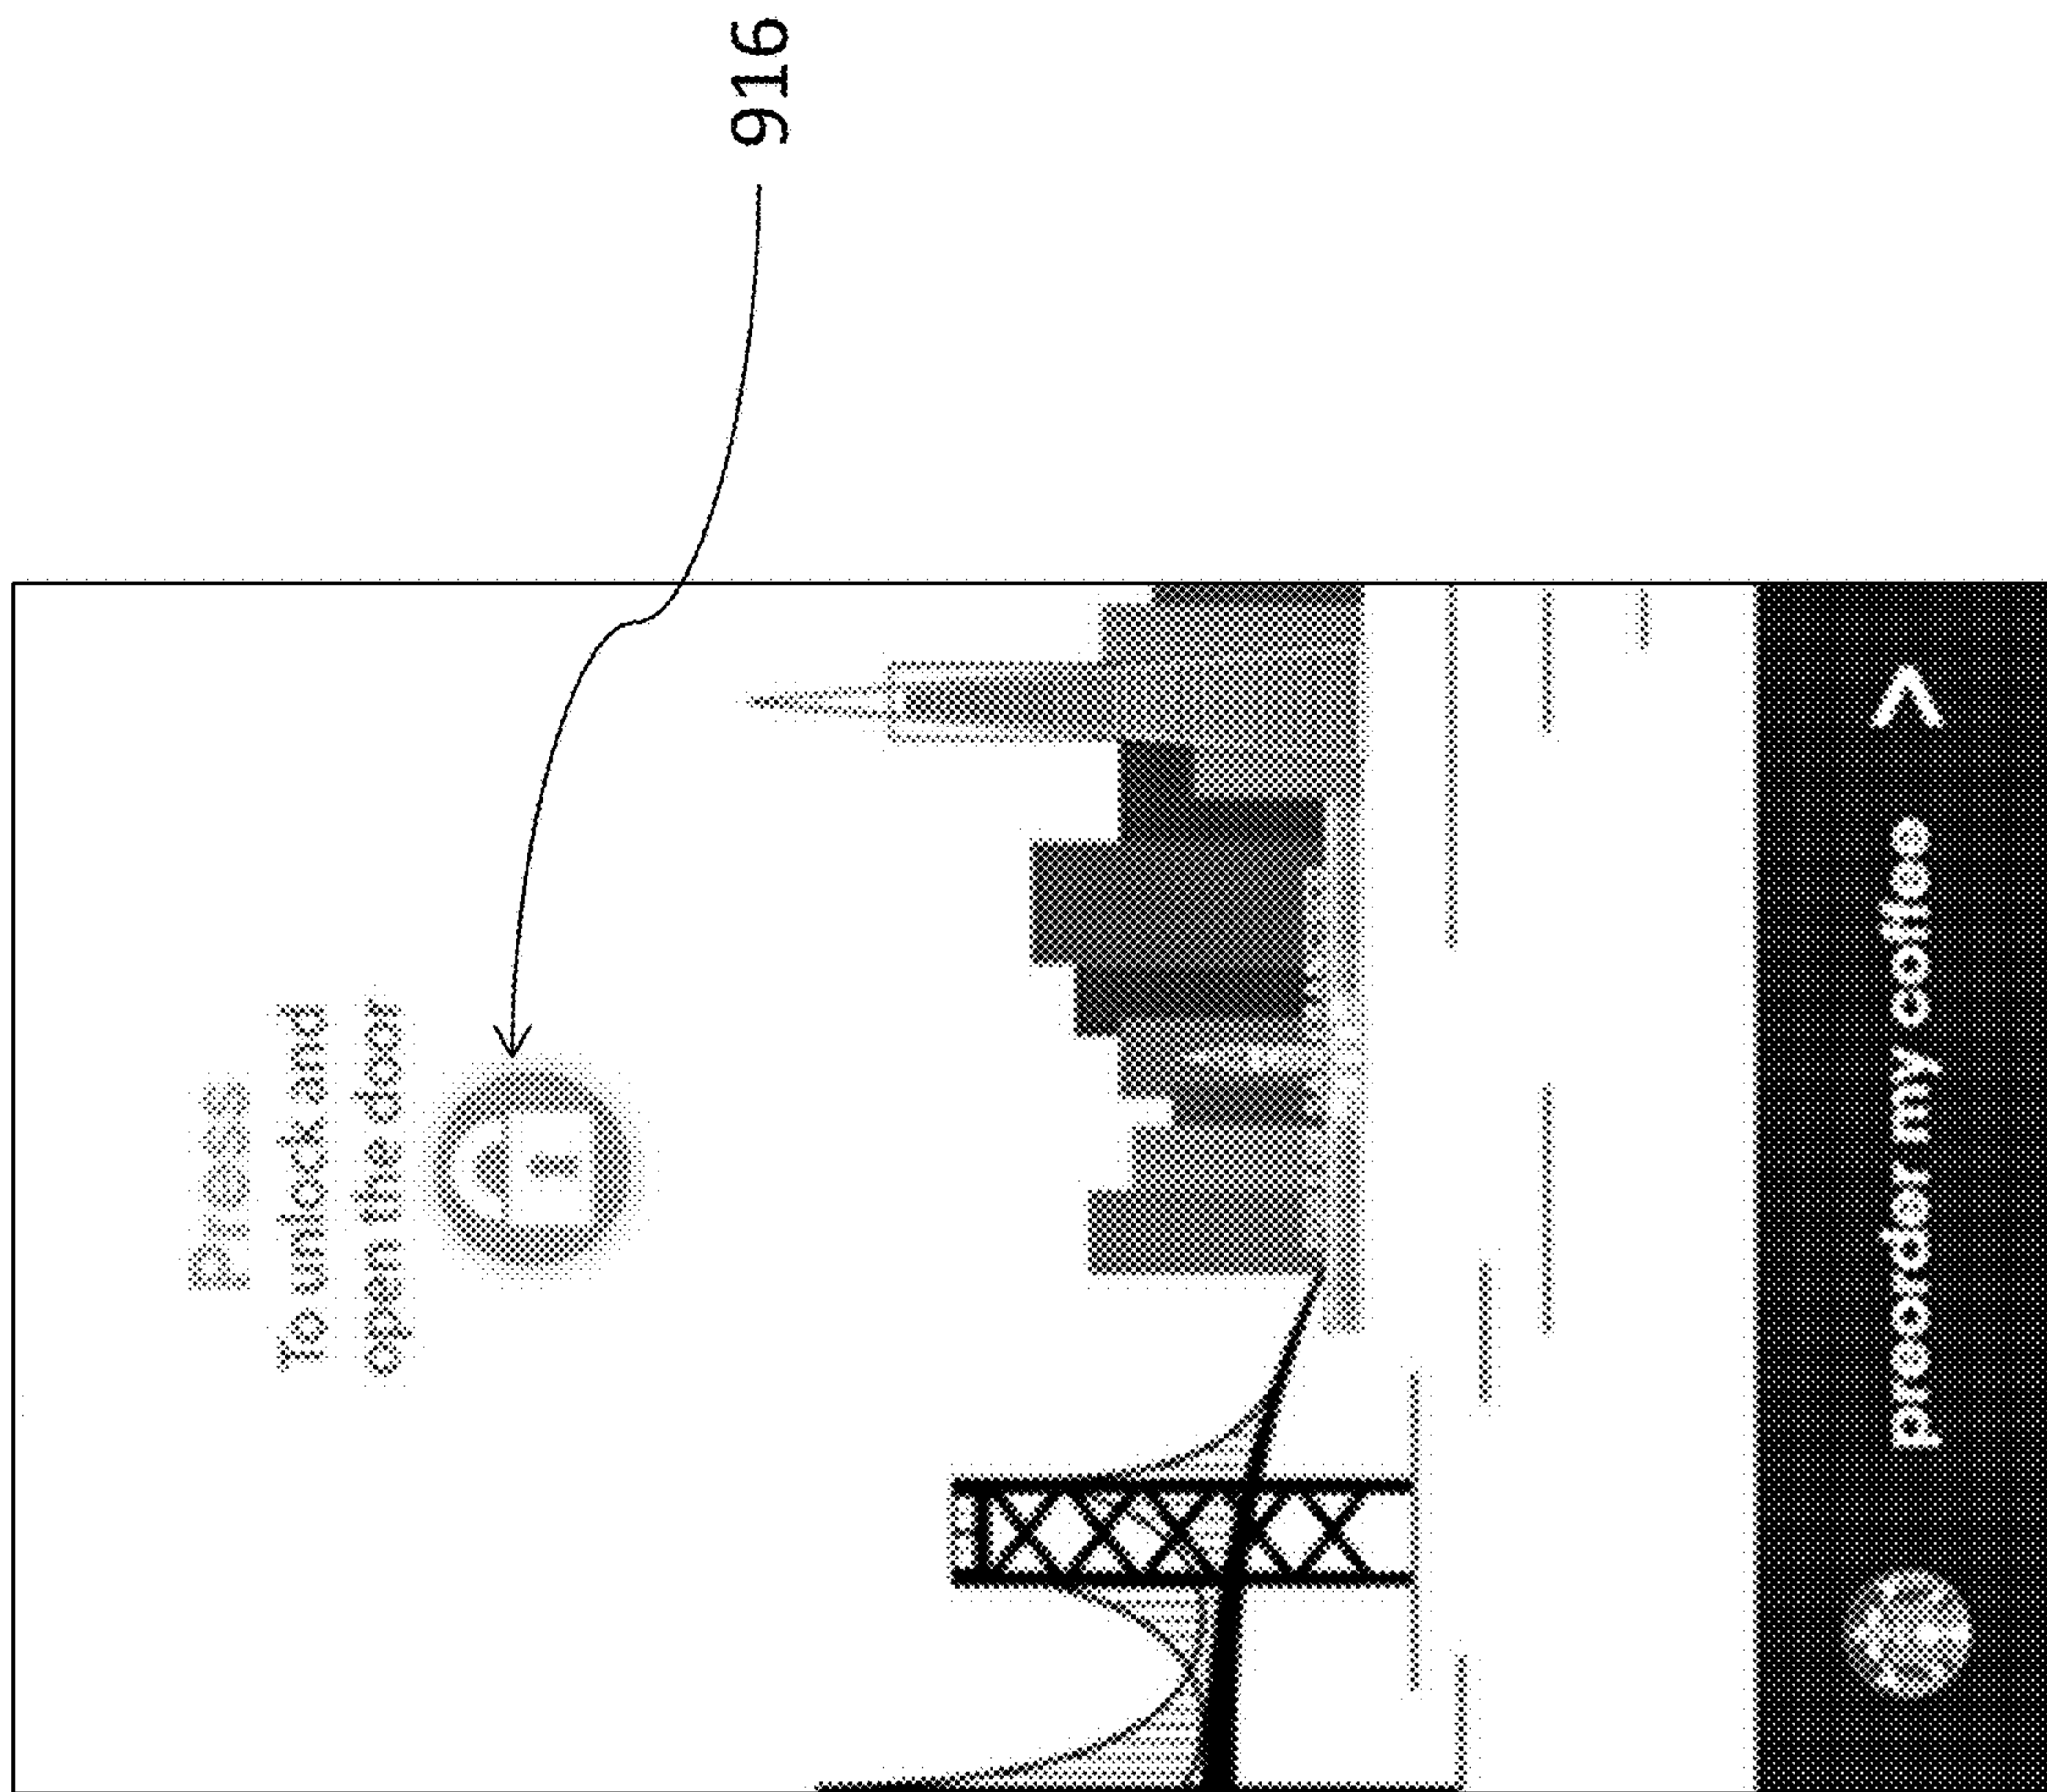 916
Press
To unlock and
open the door
preorder my coffee >